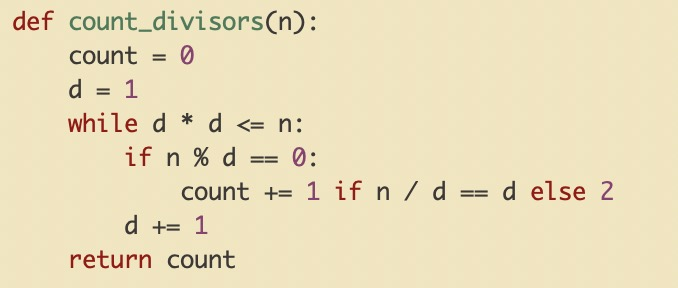 def count_divisors(n):
    count = 0
    d = 1
    while d * d <= n:
        if n % d == 0:
            count += 1 if n / d == d else 2
        d += 1
    return count